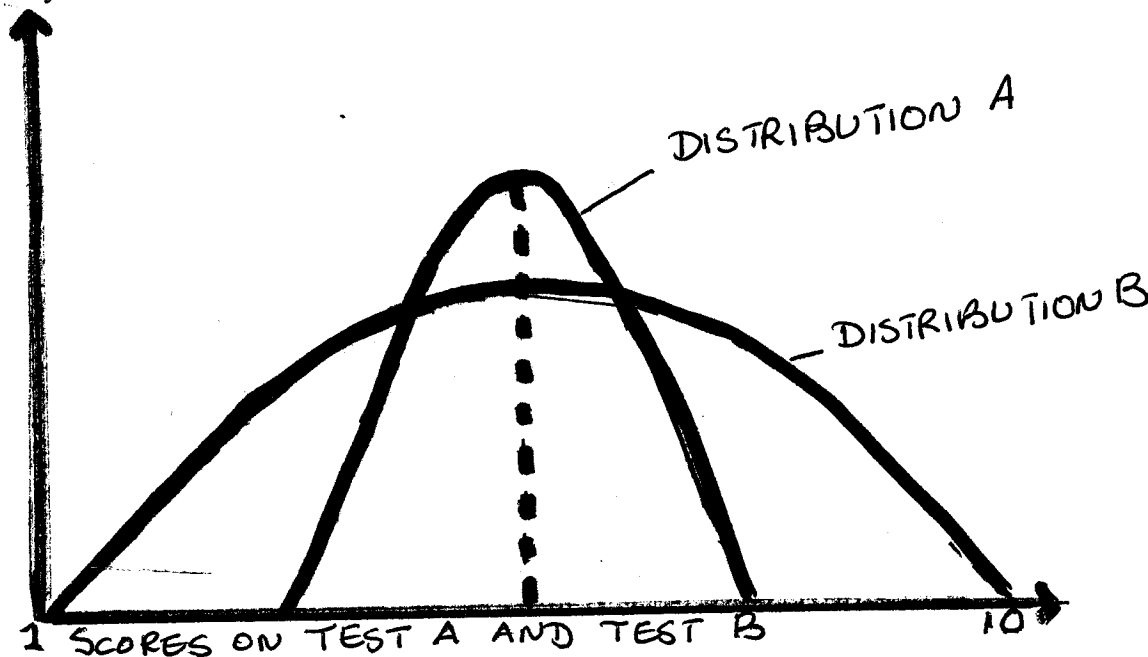 DISTRIBUTION A
DISTRIBUTION B
1 SCORES ON TEST A AND TEST B 10